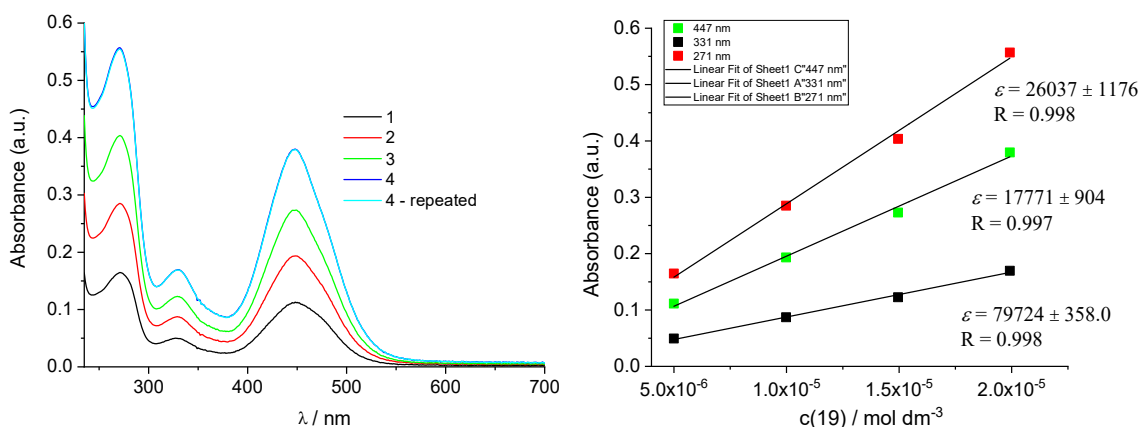 0.6
0.5
0.4
0.3
0.2
0.1
0.0
Absorbance (a.u.)
1
2
3
4
4 - repeated
300 400 500 600 700
λ / nm
0.6
0.5
0.4
0.3
0.2
0.1
0.0
Absorbance (a.u.)
447 nm
331 nm
271 nm
Linear Fit of Sheet1 C"447 nm"
Linear Fit of Sheet1 A"331 nm"
Linear Fit of Sheet1 B"271 nm"
ε = 26037 ± 1176
R = 0.998
ε = 17771 ± 904
R = 0.997
ε = 79724 ± 358.0
R = 0.998
5.0x10⁻⁶ 1.0x10⁻⁵ 1.5x10⁻⁵ 2.0x10⁻⁵
c(19) / mol dm⁻³